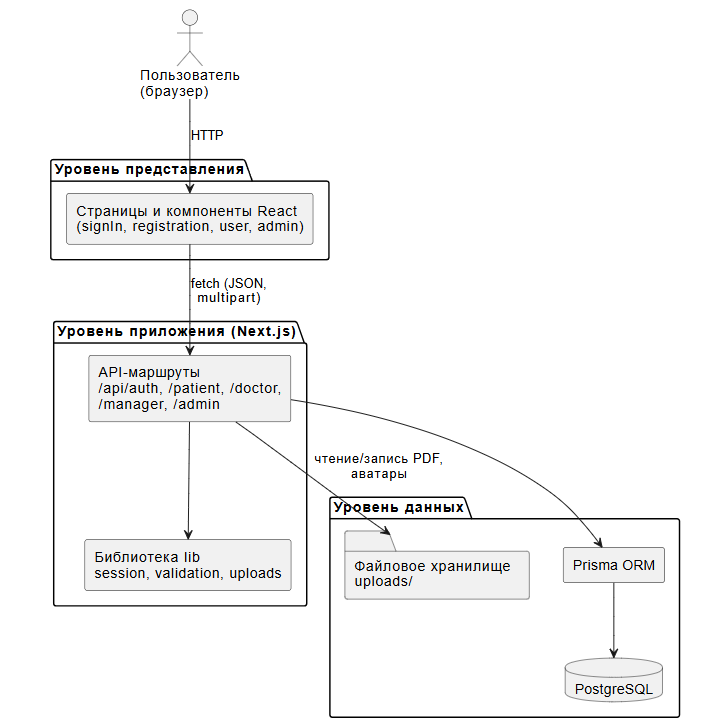 Пользователь
(браузер)
HTTP
Уровень представления
Страницы и компоненты React
(signIn, registration, user, admin)
fetch (JSON,
multipart)
Уровень приложения (Next.js)
API-маршруты
/api/auth, /patient, /doctor,
/manager, /admin
чтение/запись PDF,
аватары
Уровень данных
Библиотека lib
session, validation, uploads
Файловое хранилище
uploads/
Prisma ORM
PostgreSQL